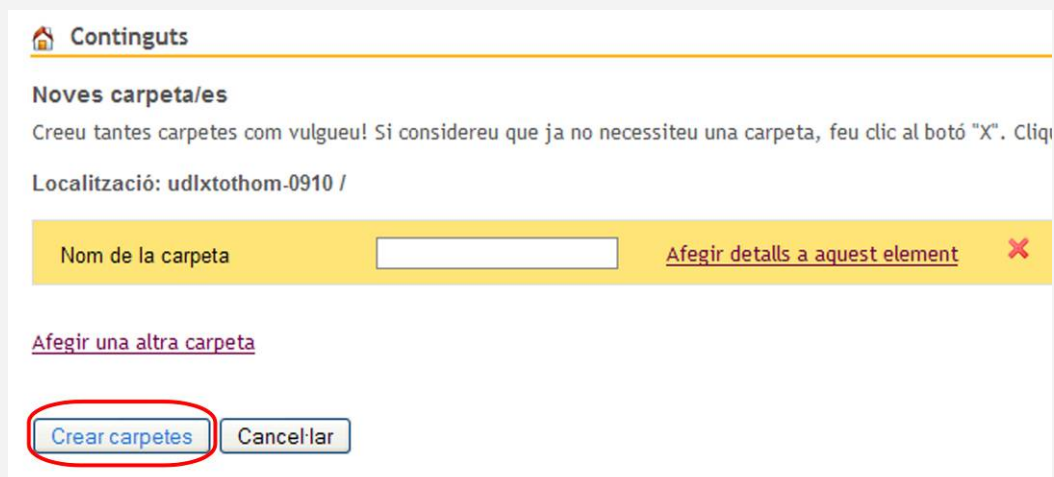 Continguts
Noves carpeta/es
Creeu tantes carpetes com vulgueu! Si considereu que ja no necessiteu una carpeta, feu clic al botó "X".
Localització: udlxtothom-0910 /
Nom de la carpeta Afegir detalls a aquest element
Afegir una altra carpeta
Crear carpetes Cancel·lar